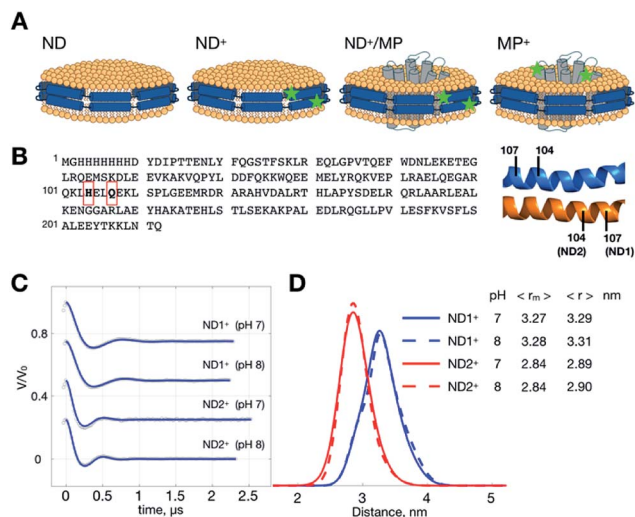 A
ND
ND⁺
ND⁺/MP
MP⁺
B
1 MGHHHHHHHD YDIPTTENLY FQGSTFSKLR EQLGPVTQEF WDNLEKETEG
LRQEMSKDLE EVKAKVQPYL DDFQKKWQEE MELYRQKVEP LRAELQEGAR
101 QKLHELQEKL SPLGEEMRDR ARAHVDALRT HLAPYSDELR QRLAARLEAL
KENGGARLAE YHAKATEHLS TLSEKAKPAL EDLRQGLLPV LESFKVSFLS
201 ALEEYTKKLN TQ
107 104
104 107
(ND2) (ND1)
C
V/V₀
0.8
0.4
0
ND1⁺ (pH 7)
ND1⁺ (pH 8)
ND2⁺ (pH 7)
ND2⁺ (pH 8)
0 0.5 1.0 1.5 2.0 2.5
time, µs
D
pH < rₘ > < r > nm
ND1⁺ 7 3.27 3.29
ND1⁺ 8 3.28 3.31
ND2⁺ 7 2.84 2.89
ND2⁺ 8 2.84 2.90
2 3 4 5
Distance, nm